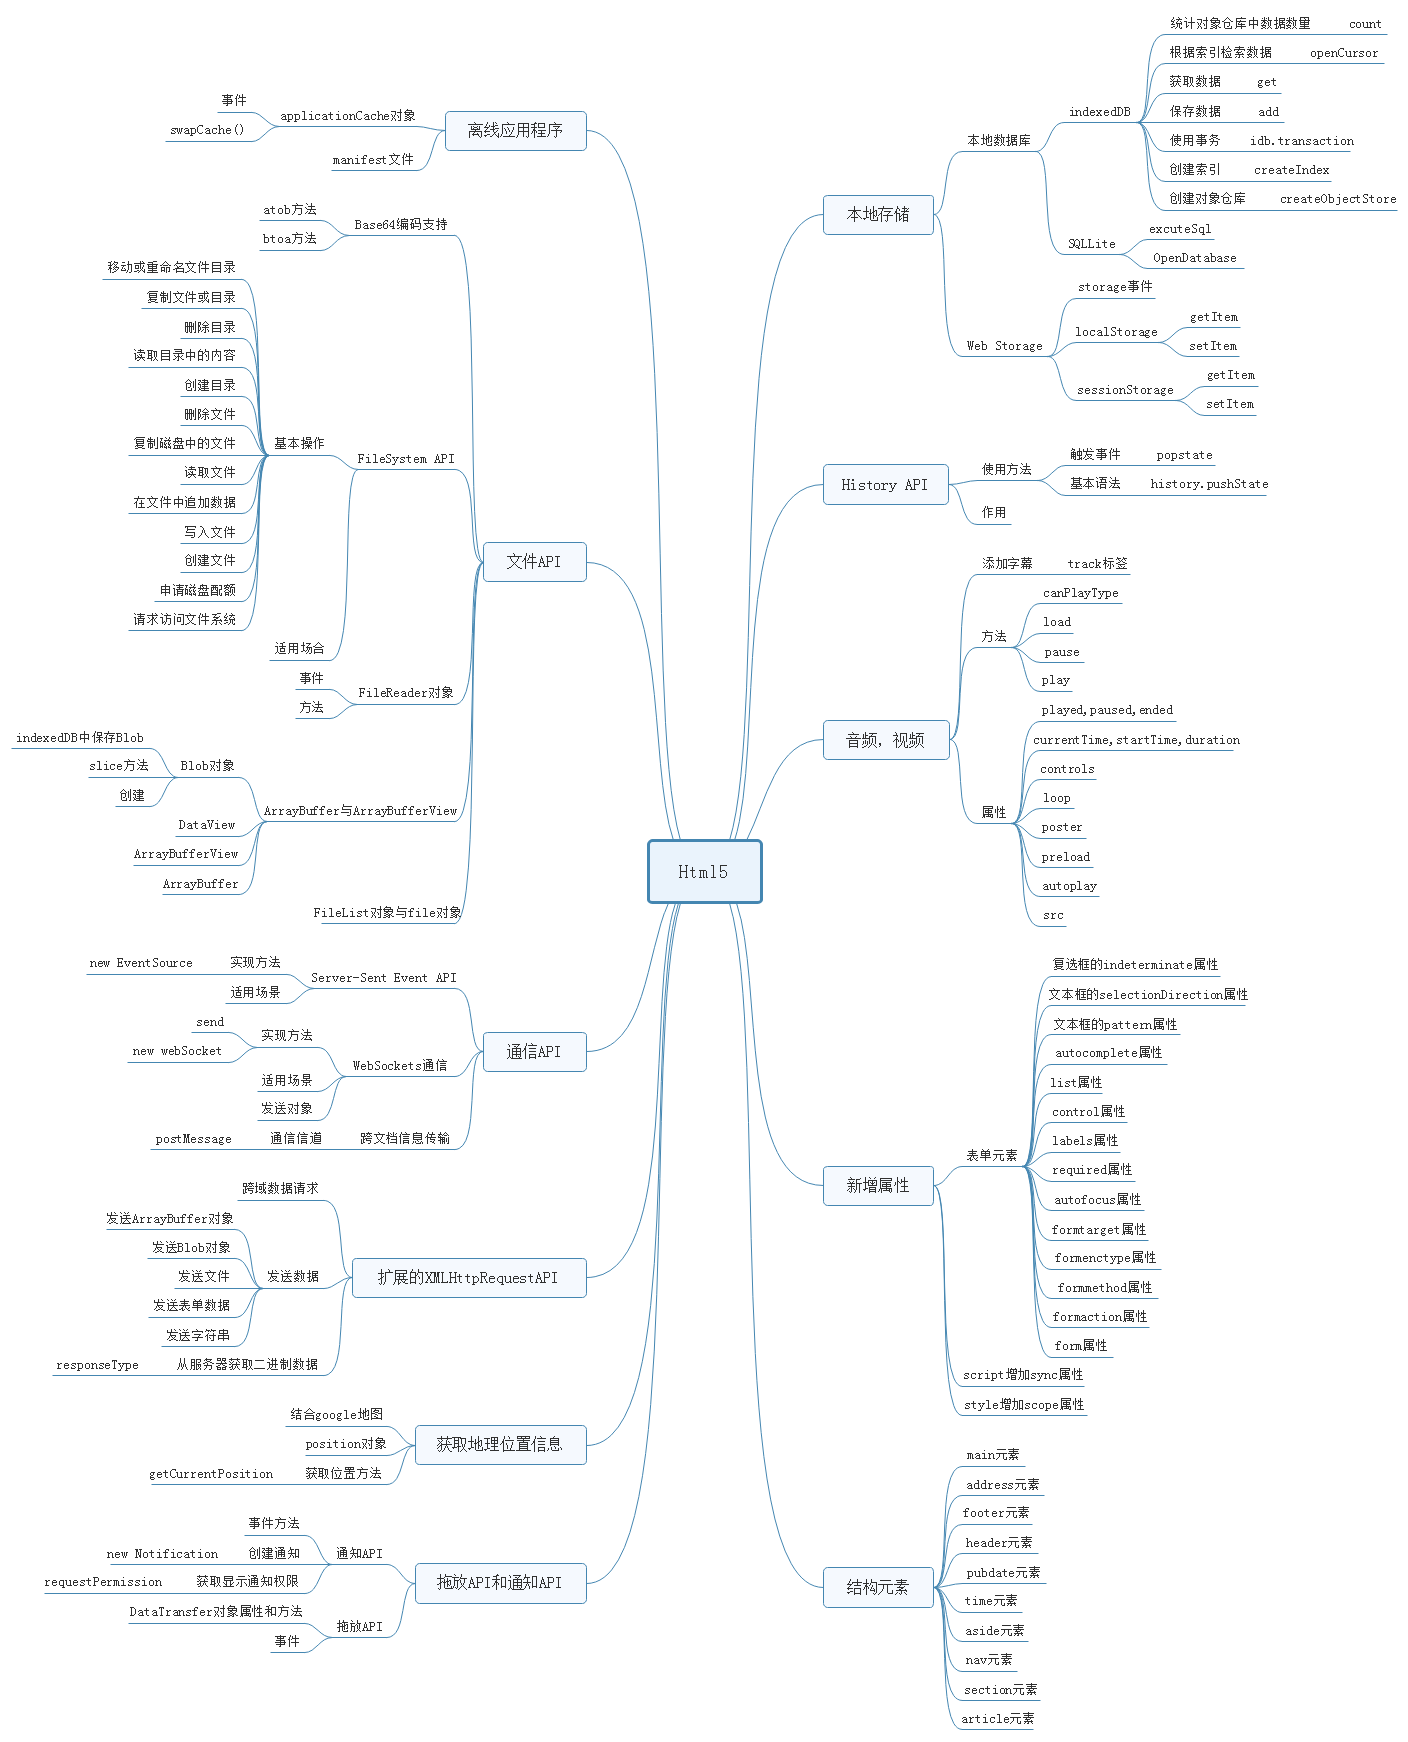 Html5
离线应用程序
applicationCache对象
事件
swapCache()
manifest文件
文件API
Base64编码支持
atob方法
btoa方法
FileSystem API
基本操作
移动或重命名文件目录
复制文件或目录
删除目录
读取目录中的内容
创建目录
删除文件
复制磁盘中的文件
读取文件
在文件中追加数据
写入文件
创建文件
申请磁盘配额
请求访问文件系统
适用场合
FileReader对象
事件
方法
ArrayBuffer与ArrayBufferView
Blob对象
indexedDB中保存Blob
slice方法
创建
DataView
ArrayBufferView
ArrayBuffer
FileList对象与file对象
通信API
Server-Sent Event API
实现方法
new EventSource
适用场景
WebSockets通信
实现方法
send
new webSocket
适用场景
发送对象
跨文档信息传输
通信信道
postMessage
扩展的XMLHttpRequestAPI
跨域数据请求
发送数据
发送ArrayBuffer对象
发送Blob对象
发送文件
发送表单数据
发送字符串
从服务器获取二进制数据
responseType
获取地理位置信息
结合google地图
position对象
获取位置方法
getCurrentPosition
拖放API和通知API
通知API
事件方法
创建通知
new Notification
获取显示通知权限
requestPermission
拖放API
DataTransfer对象属性和方法
事件
本地存储
本地数据库
indexedDB
统计对象仓库中数据数量
count
根据索引检索数据
openCursor
获取数据
get
保存数据
add
使用事务
idb.transaction
创建索引
createIndex
创建对象仓库
createObjectStore
SQLLite
excuteSql
OpenDatabase
Web Storage
storage事件
localStorage
getItem
setItem
sessionStorage
getItem
setItem
History API
使用方法
触发事件
popstate
基本语法
history.pushState
作用
音频，视频
添加字幕
track标签
方法
canPlayType
load
pause
play
属性
played,paused,ended
currentTime,startTime,duration
controls
loop
poster
preload
autoplay
src
新增属性
表单元素
复选框的indeterminate属性
文本框的selectionDirection属性
文本框的pattern属性
autocomplete属性
list属性
control属性
labels属性
required属性
autofocus属性
formtarget属性
formenctype属性
formmethod属性
formaction属性
form属性
script增加sync属性
style增加scope属性
结构元素
main元素
address元素
footer元素
header元素
pubdate元素
time元素
aside元素
nav元素
section元素
article元素